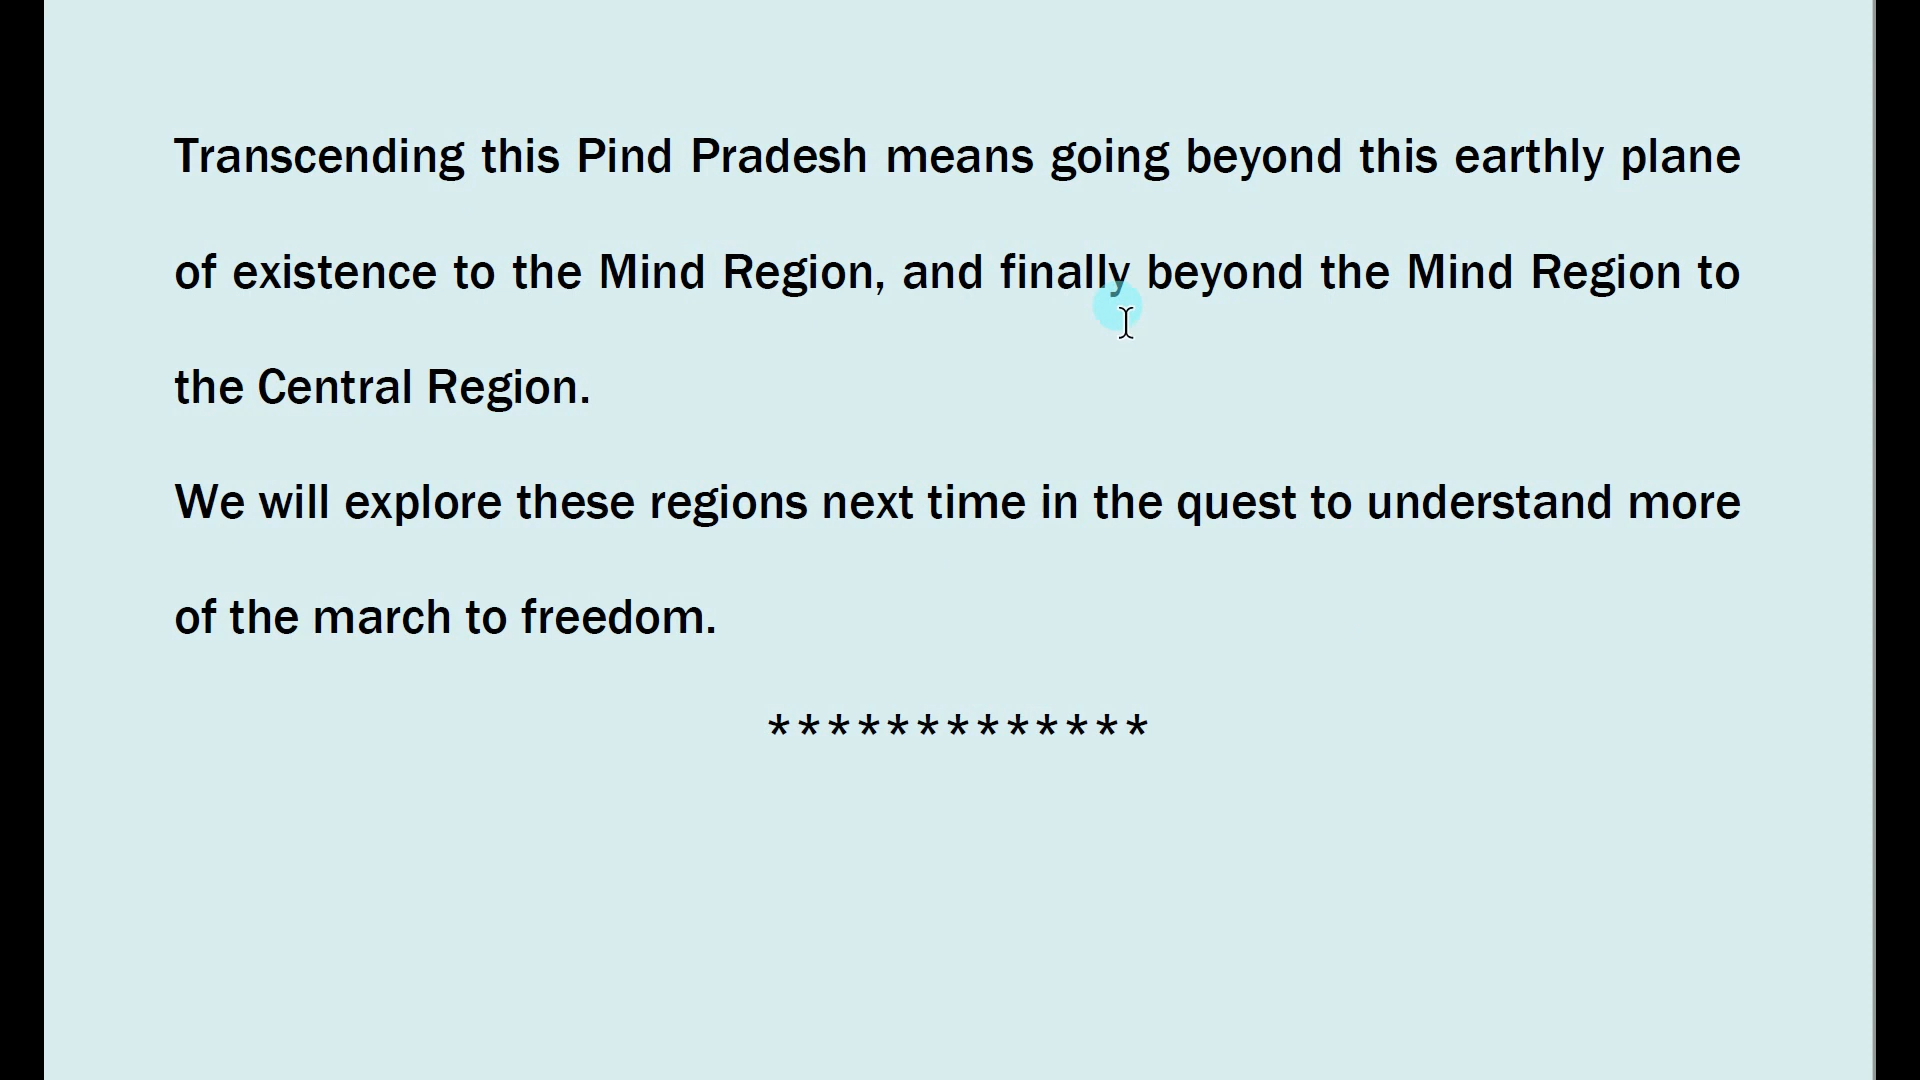 Transcending this Pind Pradesh means going beyond this earthly plane
of existence to the Mind Region, and finally beyond the Mind Region to
the Central Region.
We will explore these regions next time in the quest to understand more
of the march to freedom.
*************